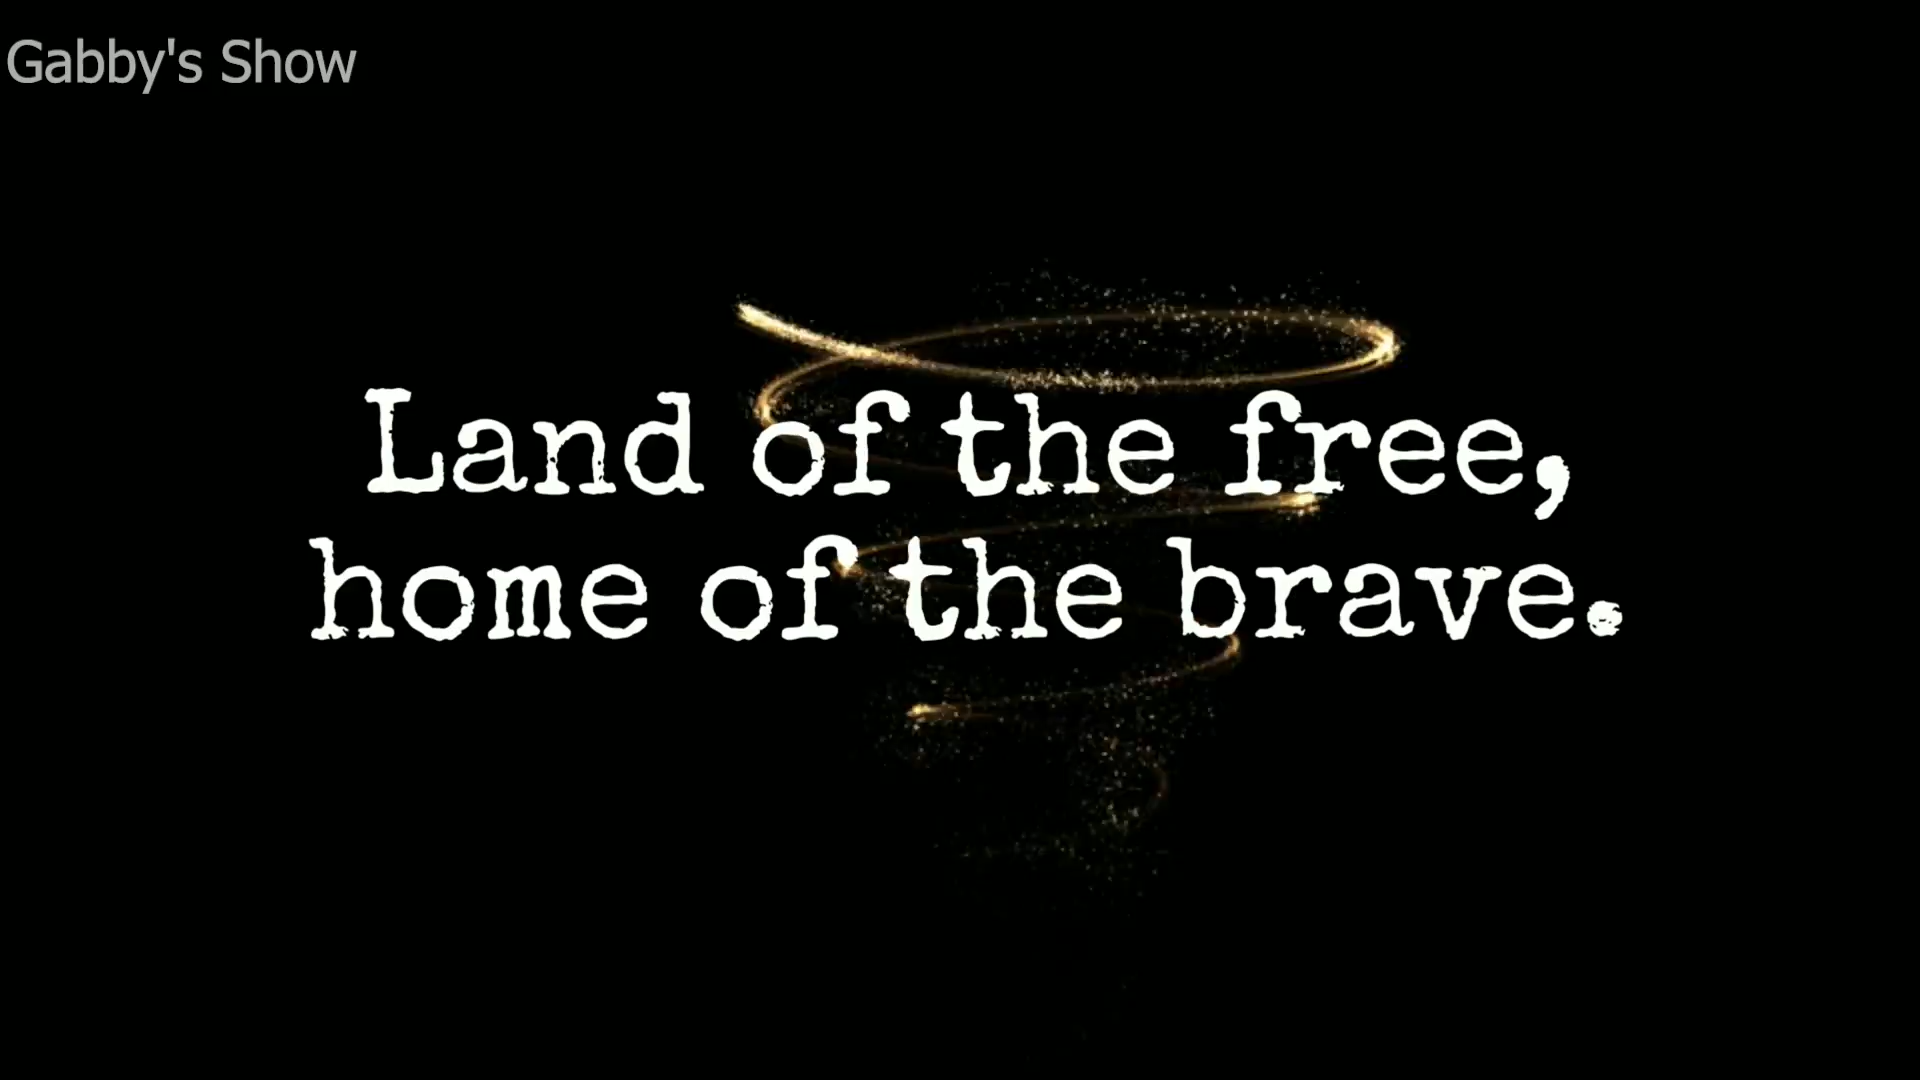 Gabby's Show
Land of the free,
home of the brave.